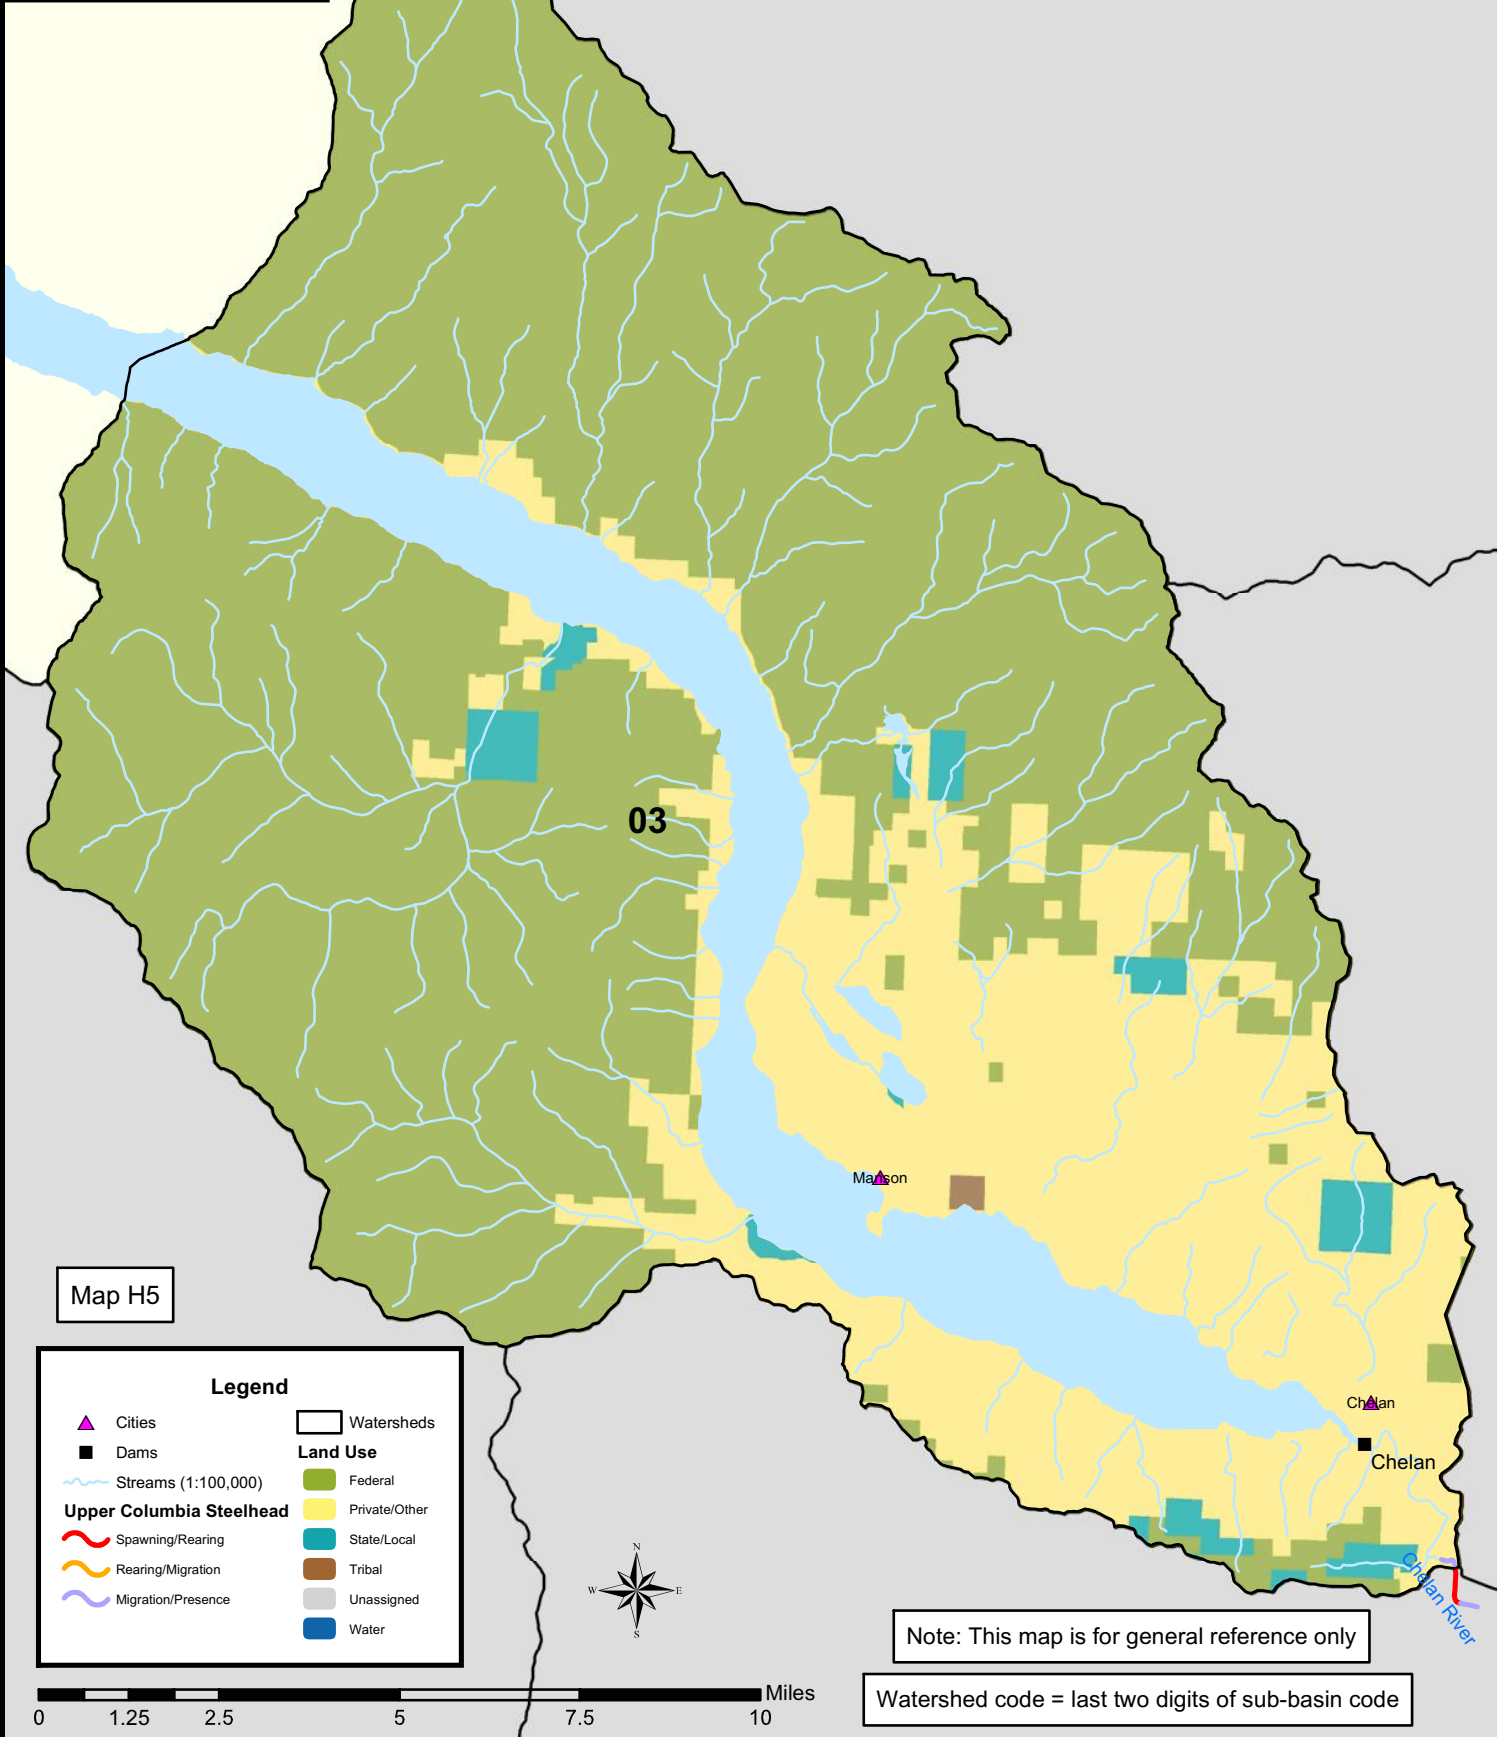 03
Manson
Chelan
Chelan
Chelan River
Map H5
Legend
Cities
Dams
Streams (1:100,000)
Upper Columbia Steelhead
Spawning/Rearing
Rearing/Migration
Migration/Presence
Watersheds
Land Use
Federal
Private/Other
State/Local
Tribal
Unassigned
Water
N
W E
S
Note: This map is for general reference only
Watershed code = last two digits of sub-basin code
Miles
0 1.25 2.5 5 7.5 10